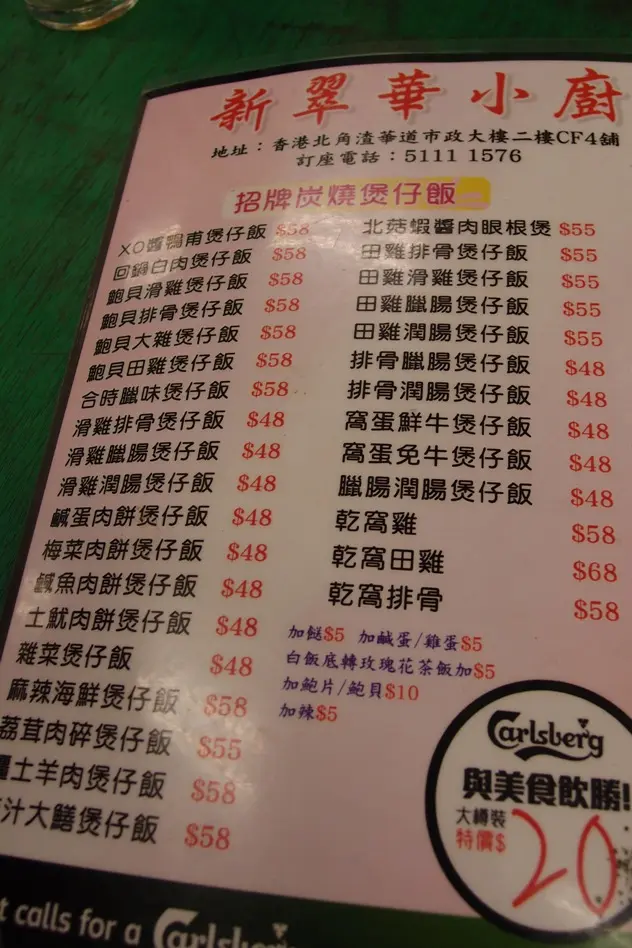 新翠華小廚
地址：香港北角渣華道市政大樓二樓CF4舖
訂座電話：5111 1576
招牌炭燒煲仔飯
XO醬鴨甫煲仔飯 $58
回鍋白肉煲仔飯 $58
鮑貝滑雞煲仔飯 $58
鮑貝排骨煲仔飯 $58
鮑貝大雜煲仔飯 $58
鮑貝田雞煲仔飯 $58
合時臘味煲仔飯 $58
滑雞排骨煲仔飯 $48
滑雞臘腸煲仔飯 $48
滑雞潤腸煲仔飯 $48
鹹蛋肉餅煲仔飯 $48
梅菜肉餅煲仔飯 $48
鹹魚肉餅煲仔飯 $48
土魷肉餅煲仔飯 $48
雜菜煲仔飯 $48
麻辣海鮮煲仔飯 $58
荔茸肉碎煲仔飯 $55
土羊肉煲仔飯 $58
汁大鱔煲仔飯 $58
北菇蝦醬肉眼根煲 $55
田雞排骨煲仔飯 $55
田雞滑雞煲仔飯 $55
田雞臘腸煲仔飯 $55
田雞潤腸煲仔飯 $55
排骨臘腸煲仔飯 $48
排骨潤腸煲仔飯 $48
窩蛋鮮牛煲仔飯 $48
窩蛋免牛煲仔飯 $48
臘腸潤腸煲仔飯 $48
乾窩雞 $58
乾窩田雞 $68
乾窩排骨 $58
加餸$5 加鹹蛋/雞蛋$5
白飯底轉玫瑰花茶飯加$5
加鮑片/鮑貝$10
加辣$5
Carlsberg
與美食飲勝!
大樽裝
特價$ 20
calls for a Carlsberg